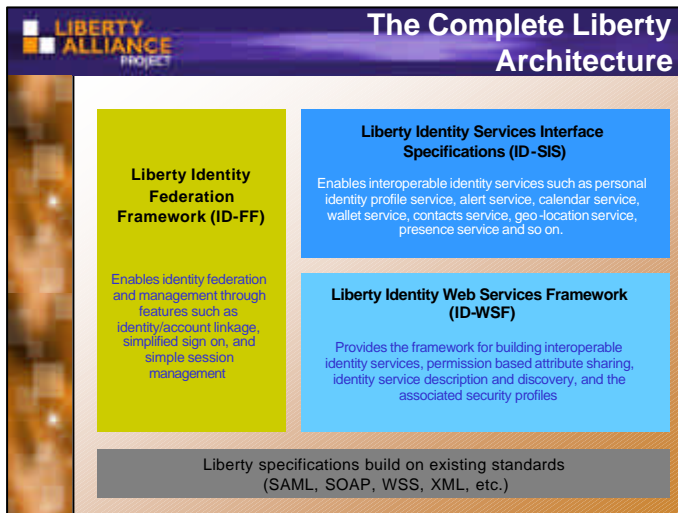 LIBERTY
ALLIANCE
PROJECT
The Complete Liberty
Architecture
Liberty Identity
Federation
Framework (ID-FF)
Enables identity federation
and management through
features such as
identity/account linkage,
simplified sign on, and
simple session
management
Liberty Identity Services Interface
Specifications (ID-SIS)
Enables interoperable identity services such as personal
identity profile service, alert service, calendar service,
wallet service, contacts service, geo-location service,
presence service and so on.
Liberty Identity Web Services Framework
(ID-WSF)
Provides the framework for building interoperable
identity services, permission based attribute sharing,
identity service description and discovery, and the
associated security profiles
Liberty specifications build on existing standards
(SAML, SOAP, WSS, XML, etc.)